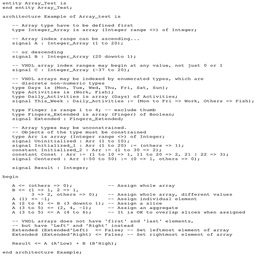 entity Array_Test is
end entity Array_Test;
architecture Example of Array_test is
-- Array type have to be defined first
type Integer_Array is array (Integer range <>) of Integer;
-- Array index range can be ascending...
signal A : Integer_Array (1 to 20);
-- or descending
signal B : Integer_Array (20 downto 1);
-- VHDL array index ranges may begin at any value, not just 0 or 1
signal C : Integer_Array (-37 to 20);
-- VHDL arrays may be indexed by enumerated types, which are
-- discrete non-numeric types
type Days is (Mon, Tue, Wed, Thu, Fri, Sat, Sun);
type Activities is (Work, Fish);
type Daily_Activities is array (Days) of Activities;
signal This_Week : Daily_Activities := (Mon to Fri => Work, Others => Fish);
type Finger is range 1 to 4; -- exclude thumb
type Fingers_Extended is array (Finger) of Boolean;
signal Extended : Fingers_Extended;
-- Array types may be unconstrained.
-- Objects of the type must be constrained
type Arr is array (Integer range <>) of Integer;
signal Uninitialized : Arr (1 to 10);
signal Initialized_1 : Arr (1 to 20) := (others => 1);
constant Initialized_2 : Arr := (1 to 30 => 2);
constant Const : Arr := (1 to 10 => 1, 11 to 20 => 2, 21 | 22 => 3);
signal Centered : Arr (-50 to 50) := (0 => 1, others => 0);
signal Result : Integer;
begin
A <= (others => 0); -- Assign whole array
B <= (1 => 1, 2 => 1,
3 => 2, others => 0); -- Assign whole array, different values
A (1) <= -1; -- Assign individual element
A (2 to 4) <= B (3 downto 1); -- Assign a slice
A (3 to 5) <= (2, 4, -1); -- Assign an aggregate
A (3 to 5) <= A (4 to 6); -- It is OK to overlap slices when assigned
-- VHDL arrays does not have 'first' and 'last' elements,
-- but have 'Left' and 'Right' instead
Extended (Extended'Left) <= False; -- Set leftmost element of array
Extended (Extended'Right) <= False; -- Set rightmost element of array
Result <= A (A'Low) + B (B'High);
end architecture Example;